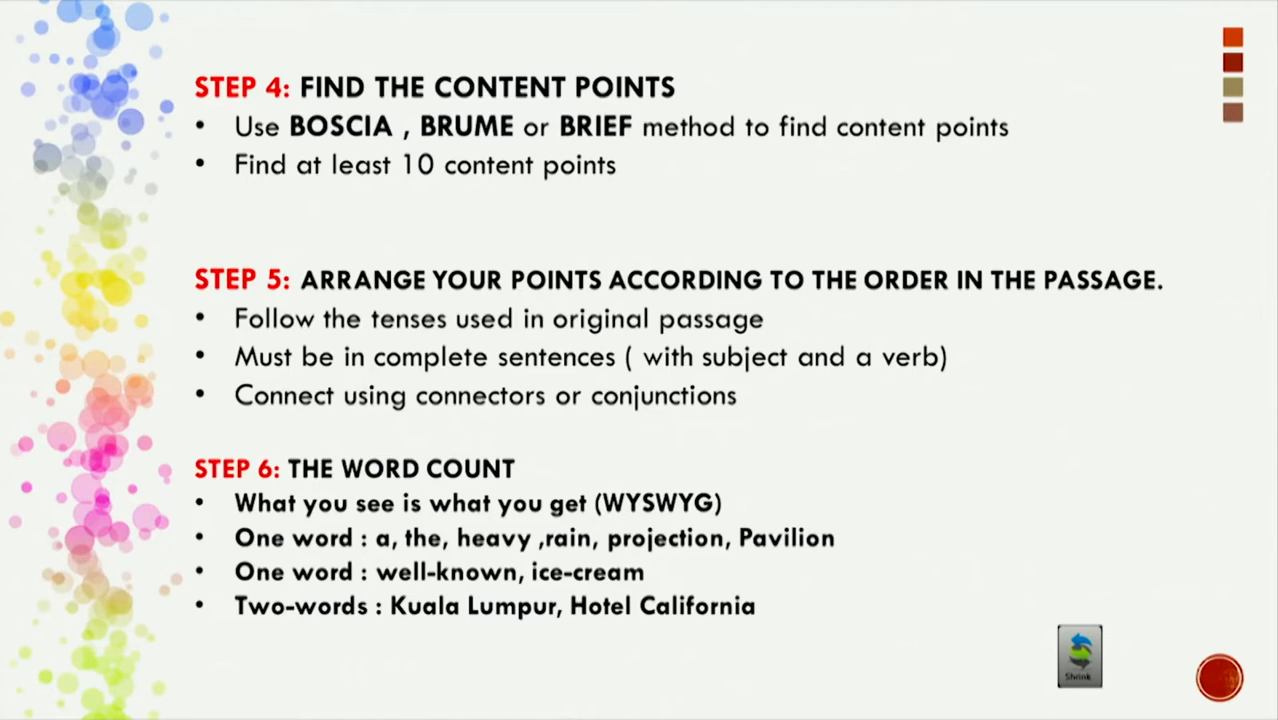 STEP 4: FIND THE CONTENT POINTS
• Use BOSCIA , BRUME or BRIEF method to find content points
• Find at least 10 content points
STEP 5: ARRANGE YOUR POINTS ACCORDING TO THE ORDER IN THE PASSAGE.
• Follow the tenses used in original passage
• Must be in complete sentences ( with subject and a verb)
• Connect using connectors or conjunctions
STEP 6: THE WORD COUNT
• What you see is what you get (WYSWYG)
• One word : a, the, heavy ,rain, projection, Pavilion
• One word : well-known, ice-cream
• Two-words : Kuala Lumpur, Hotel California
Shrink